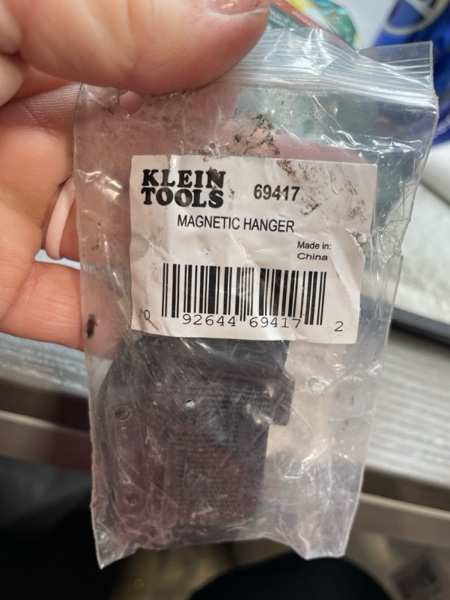 KLEIN
TOOLS
69417
MAGNETIC HANGER
Made in:
China
0 92644 69417 2